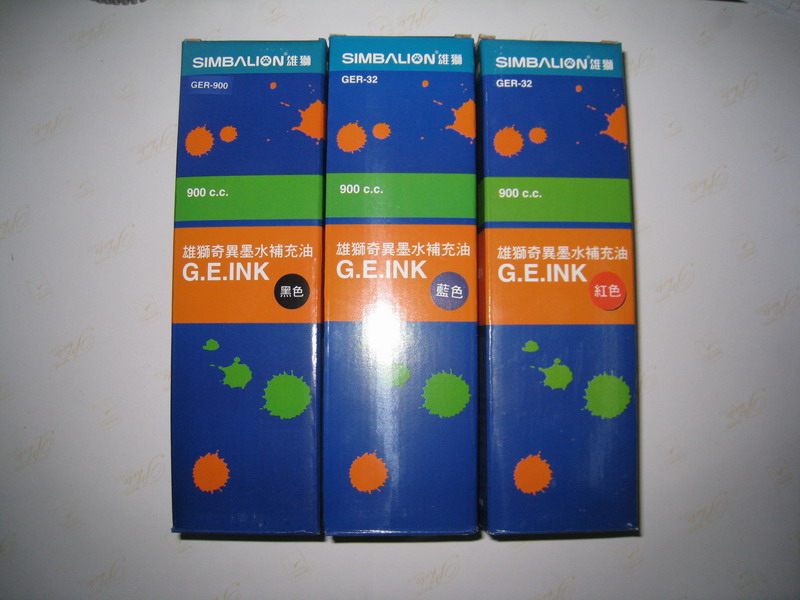 SIMBALION®雄獅
GER-900
900 c.c.
雄獅奇異墨水補充油
G.E.INK
黑色
SIMBALION®雄獅
GER-32
900 c.c.
雄獅奇異墨水補充油
G.E.INK
藍色
SIMBALION®雄獅
GER-32
900 c.c.
雄獅奇異墨水補充油
G.E.INK
紅色